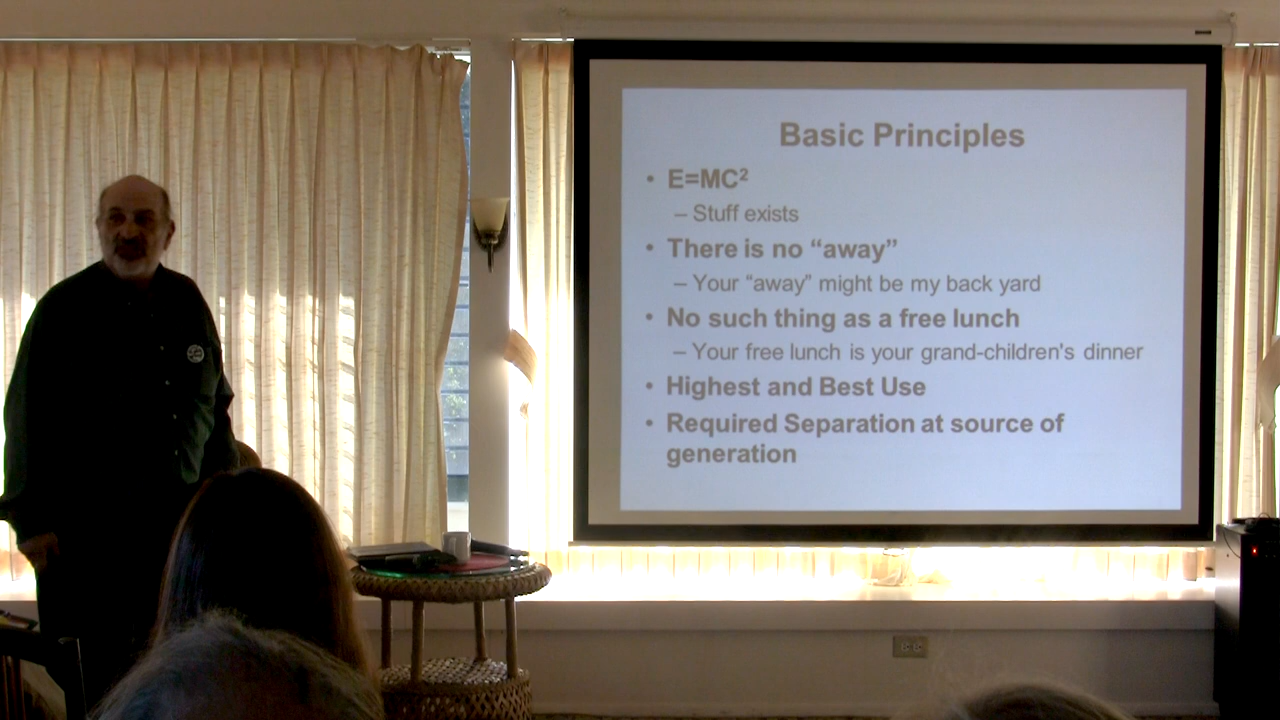 Basic Principles
• E=MC²
– Stuff exists
• There is no “away”
– Your “away” might be my back yard
• No such thing as a free lunch
– Your free lunch is your grand-children's dinner
• Highest and Best Use
• Required Separation at source of
generation